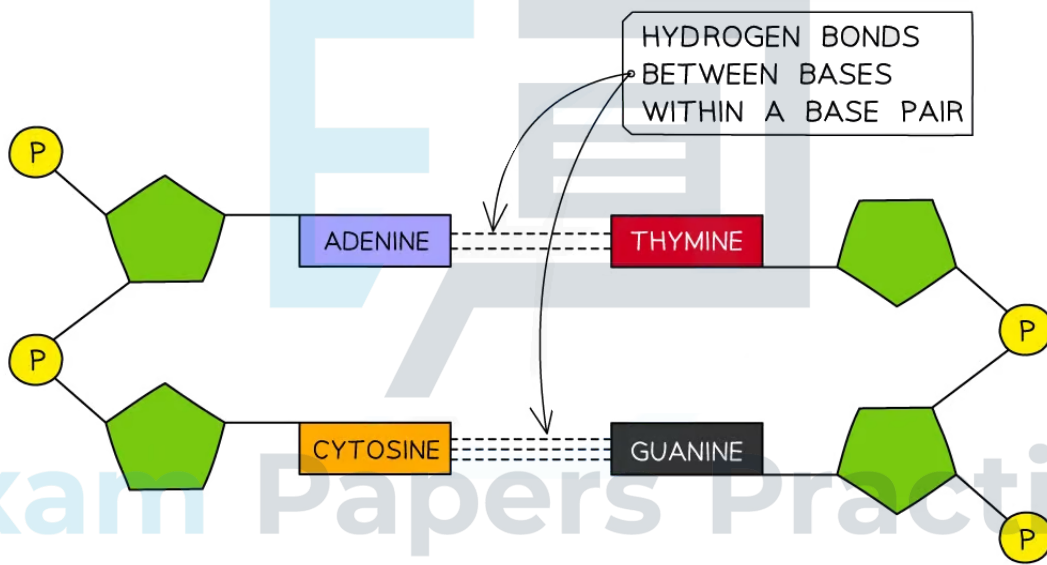 HYDROGEN BONDS
BETWEEN BASES
WITHIN A BASE PAIR
P
ADENINE
THYMINE
P
P
CYTOSINE
GUANINE
xam Papers Practi
P